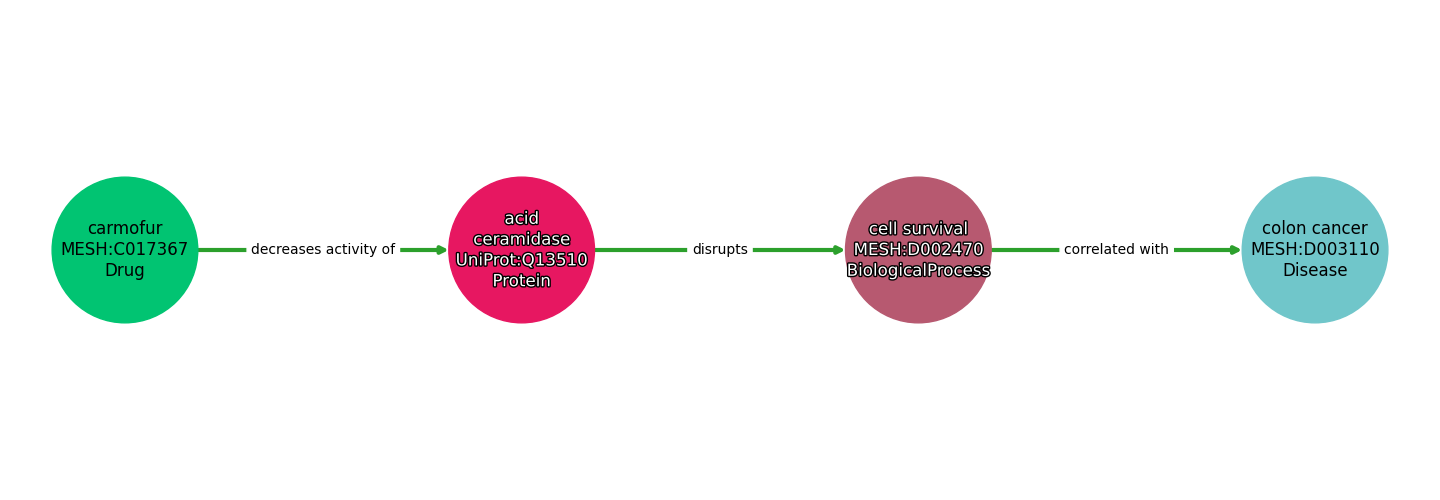 carmofur
MESH:C017367
Drug
decreases activity of
acid
ceramidase
UniProt:Q13510
Protein
disrupts
cell survival
MESH:D002470
BiologicalProcess
correlated with
colon cancer
MESH:D003110
Disease